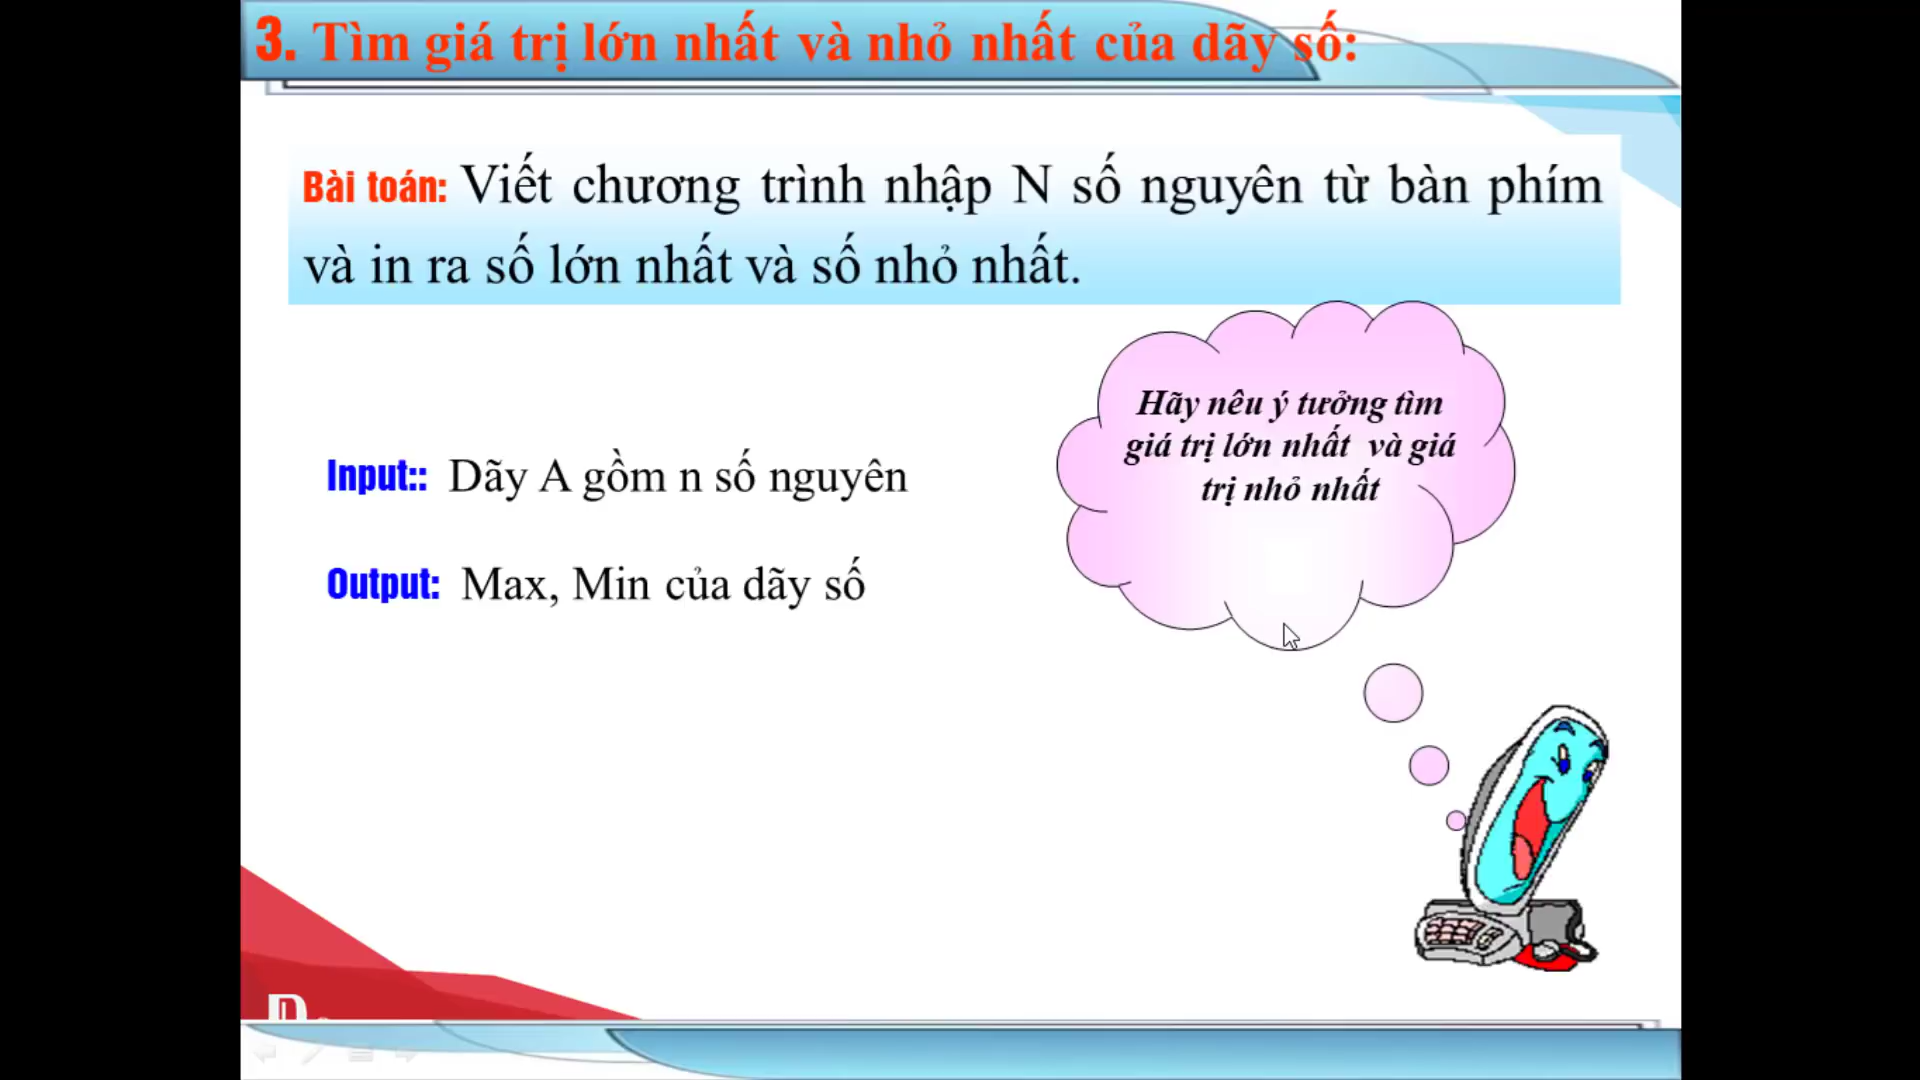 3. Tìm giá trị lớn nhất và nhỏ nhất của dãy số:
Bài toán: Viết chương trình nhập N số nguyên từ bàn phím
và in ra số lớn nhất và số nhỏ nhất.
Hãy nêu ý tưởng tìm
giá trị lớn nhất và giá
trị nhỏ nhất
Input:: Dãy A gồm n số nguyên
Output: Max, Min của dãy số